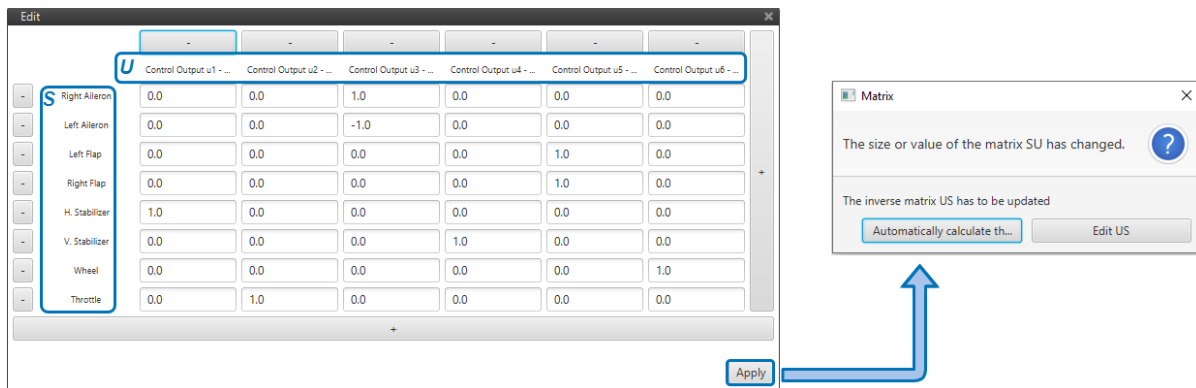 Edit
- - - - - -
U Control Output u1 - ... Control Output u2 - ... Control Output u3 - ... Control Output u4 - ... Control Output u5 - ... Control Output u6 - ...
- S Right Aileron 0.0 0.0 1.0 0.0 0.0 0.0
- Left Aileron 0.0 0.0 -1.0 0.0 0.0 0.0
- Left Flap 0.0 0.0 0.0 0.0 1.0 0.0
- Right Flap 0.0 0.0 0.0 0.0 1.0 0.0 +
- H. Stabilizer 1.0 0.0 0.0 0.0 0.0 0.0
- V. Stabilizer 0.0 0.0 0.0 1.0 0.0 0.0
- Wheel 0.0 0.0 0.0 0.0 0.0 1.0
- Throttle 0.0 1.0 0.0 0.0 0.0 0.0
+
Apply
Matrix
The size or value of the matrix SU has changed. ?
The inverse matrix US has to be updated
Automatically calculate th... Edit US